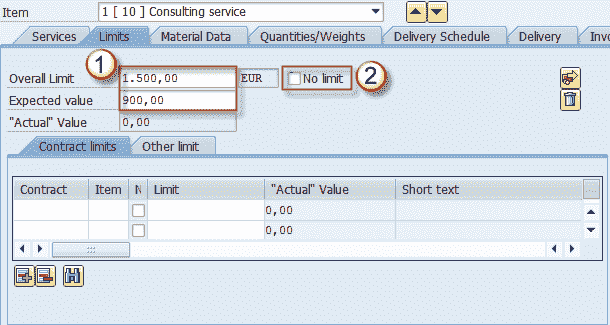 Item 1 [ 10 ] Consulting service
Services Limits Material Data Quantities/Weights Delivery Schedule Delivery Invo
1 2
Overall Limit 1.500,00 EUR No limit
Expected value 900,00
"Actual" Value 0,00
Contract limits Other limit
Contract Item N Limit "Actual" Value Short text
0,00
0,00